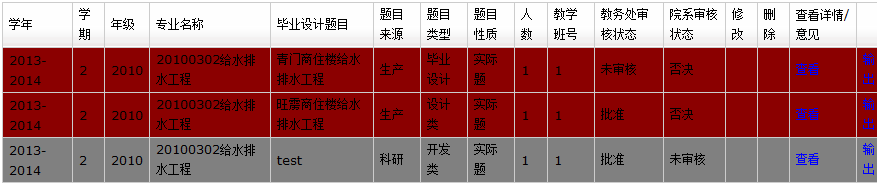 学年
学期
年级
专业名称
毕业设计题目
题目来源
题目类型
题目性质
人数
教学班号
教务处审核状态
院系审核状态
修改
删除
查看详情/意见
2013-2014
2
2010
20100302给水排水工程
商住楼给水排水工程
生产
毕业设计
实际题
1
1
未审核
否决
查看
输出
2013-2014
2
2010
20100302给水排水工程
商住楼给水排水工程
生产
设计类
实际题
1
1
批准
否决
2013-2014
2
2010
20100302给水排水工程
test
科研
开发类
实际题
1
1
批准
未审核
查看
输出